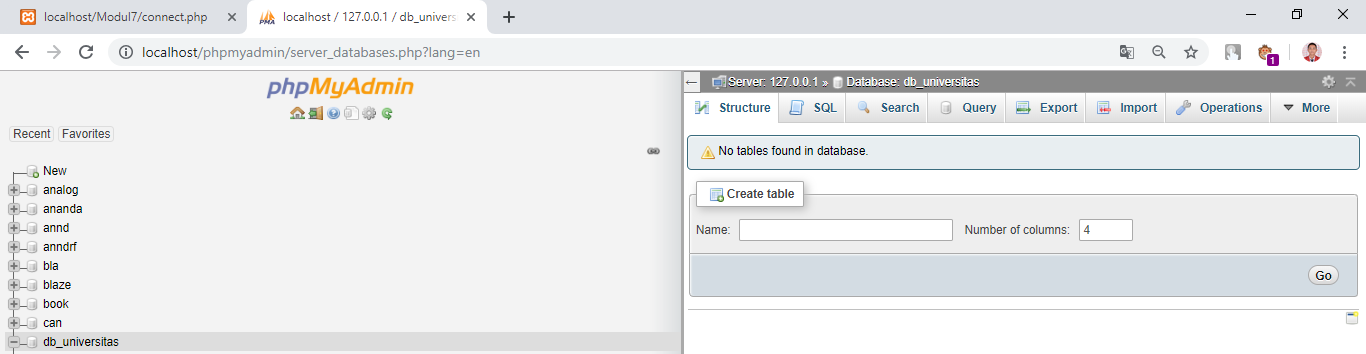 localhost/Modul7/connect.php
localhost / 127.0.0.1 / db_univers
localhost/phpmyadmin/server_databases.php?lang=en
1
phpMyAdmin
Recent Favorites
New
analog
ananda
annd
anndrf
bla
blaze
book
can
db_universitas
Server: 127.0.0.1 » Database: db_universitas
Structure SQL Search Query Export Import Operations More
No tables found in database.
Create table
Name: Number of columns: 4
Go